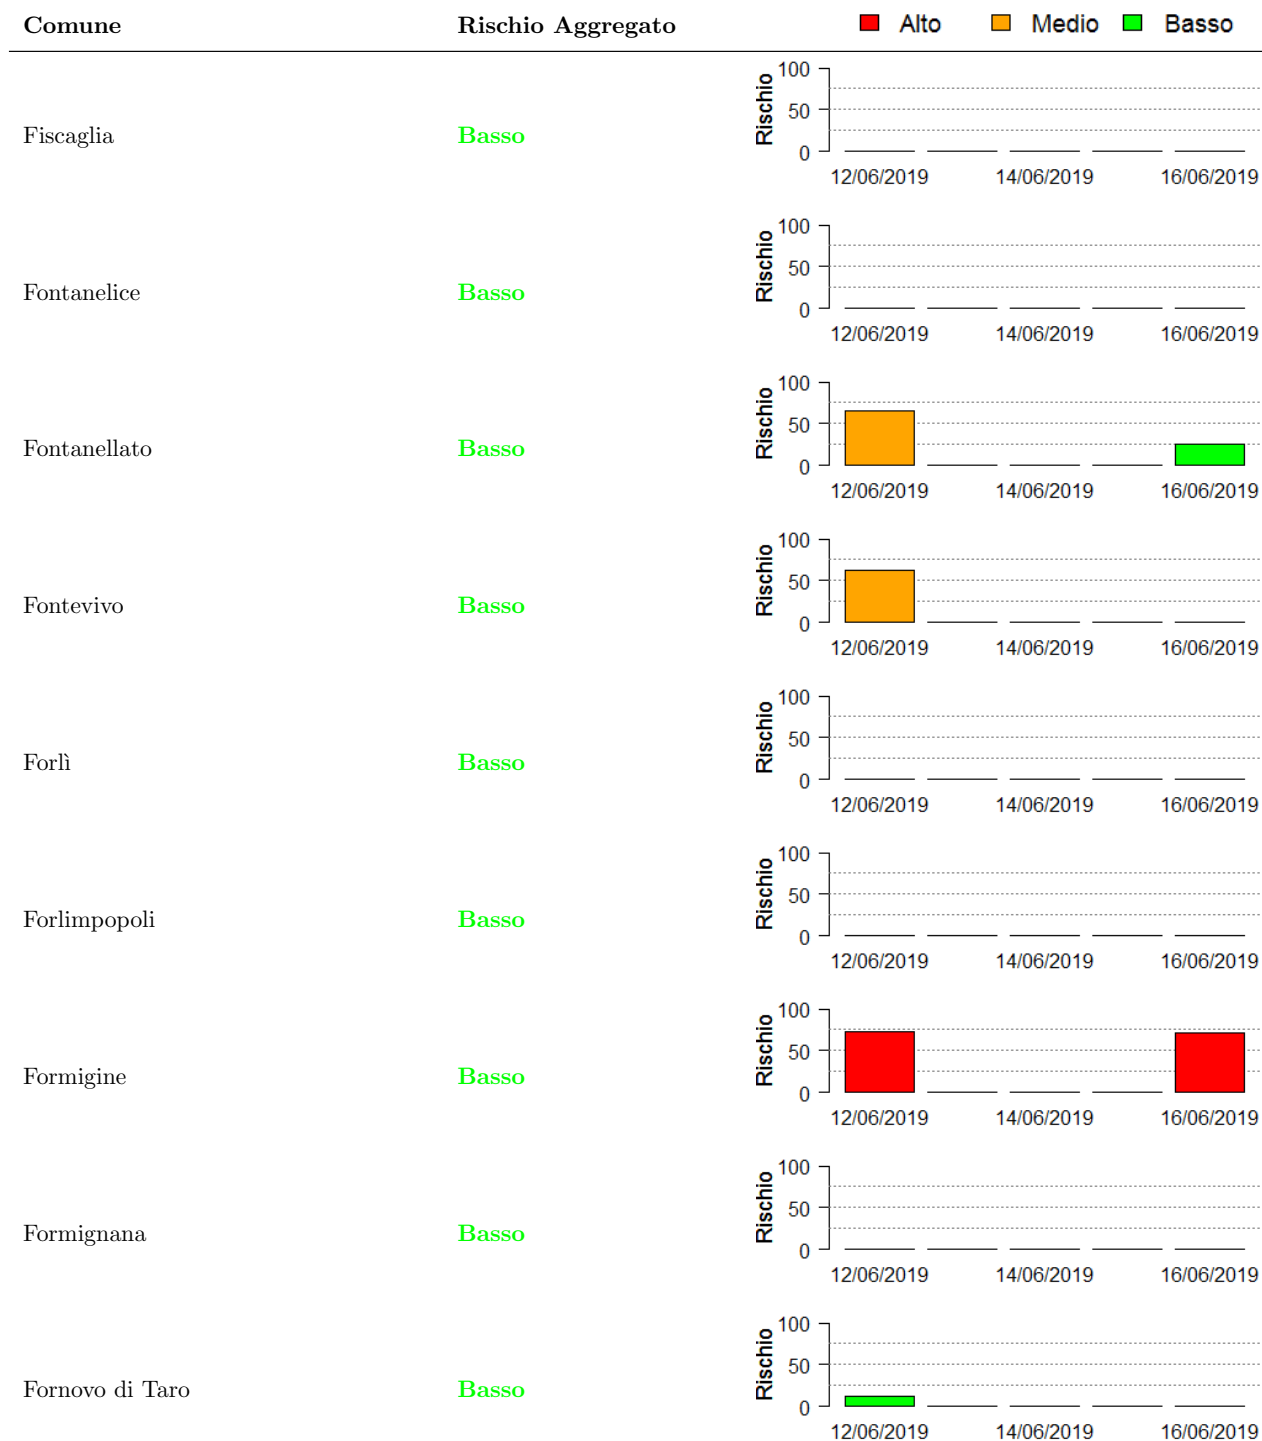 Comune Rischio Aggregato Alto Medio Basso
Fiscaglia Basso
Rischio
100
50
0
12/06/2019 14/06/2019 16/06/2019
Fontanelice Basso
Rischio
100
50
0
12/06/2019 14/06/2019 16/06/2019
Fontanellato Basso
Rischio
100
50
0
12/06/2019 14/06/2019 16/06/2019
Fontevivo Basso
Rischio
100
50
0
12/06/2019 14/06/2019 16/06/2019
Forlì Basso
Rischio
100
50
0
12/06/2019 14/06/2019 16/06/2019
Forlimpopoli Basso
Rischio
100
50
0
12/06/2019 14/06/2019 16/06/2019
Formigine Basso
Rischio
100
50
0
12/06/2019 14/06/2019 16/06/2019
Formignana Basso
Rischio
100
50
0
12/06/2019 14/06/2019 16/06/2019
Fornovo di Taro Basso
Rischio
100
50
0
12/06/2019 14/06/2019 16/06/2019